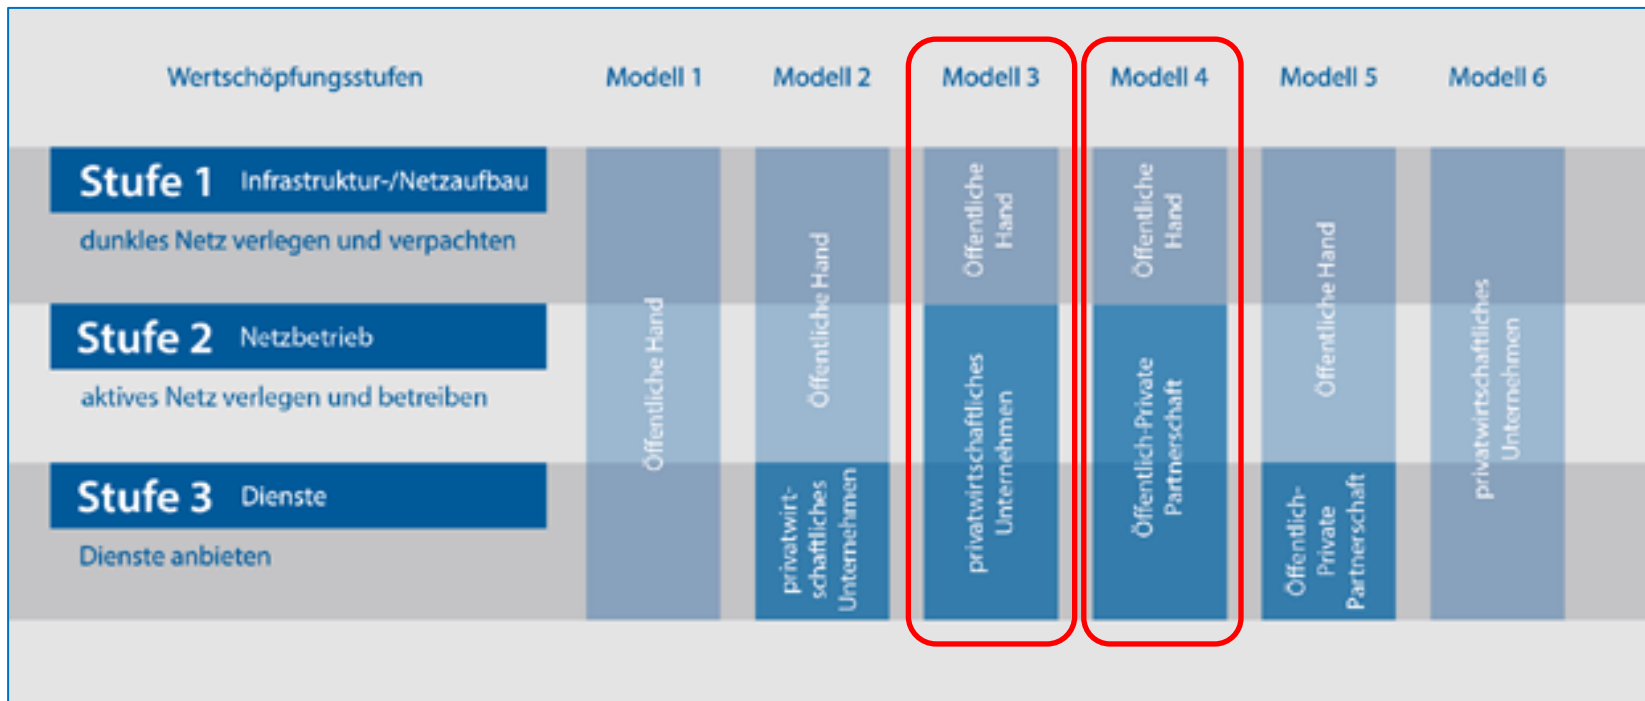 Wertschöpfungsstufen
Modell 1
Modell 2
Modell 3
Modell 4
Modell 5
Modell 6
Stufe 1 Infrastruktur-/Netzaufbau
dunkles Netz verlegen und verpachten
Stufe 2 Netzbetrieb
aktives Netz verlegen und betreiben
Stufe 3 Dienste
Dienste anbieten
Öffentliche Hand
Öffentliche Hand
privatwirt-
schaftliches
Unternehmen
Öffentliche
Hand
privatwirtschaftliches
Unternehmen
Öffentliche
Hand
Öffentlich-Private
Partnerschaft
Öffentliche Hand
Öffentlich-
Private
Partnerschaft
privatwirtschaftliches
Unternehmen